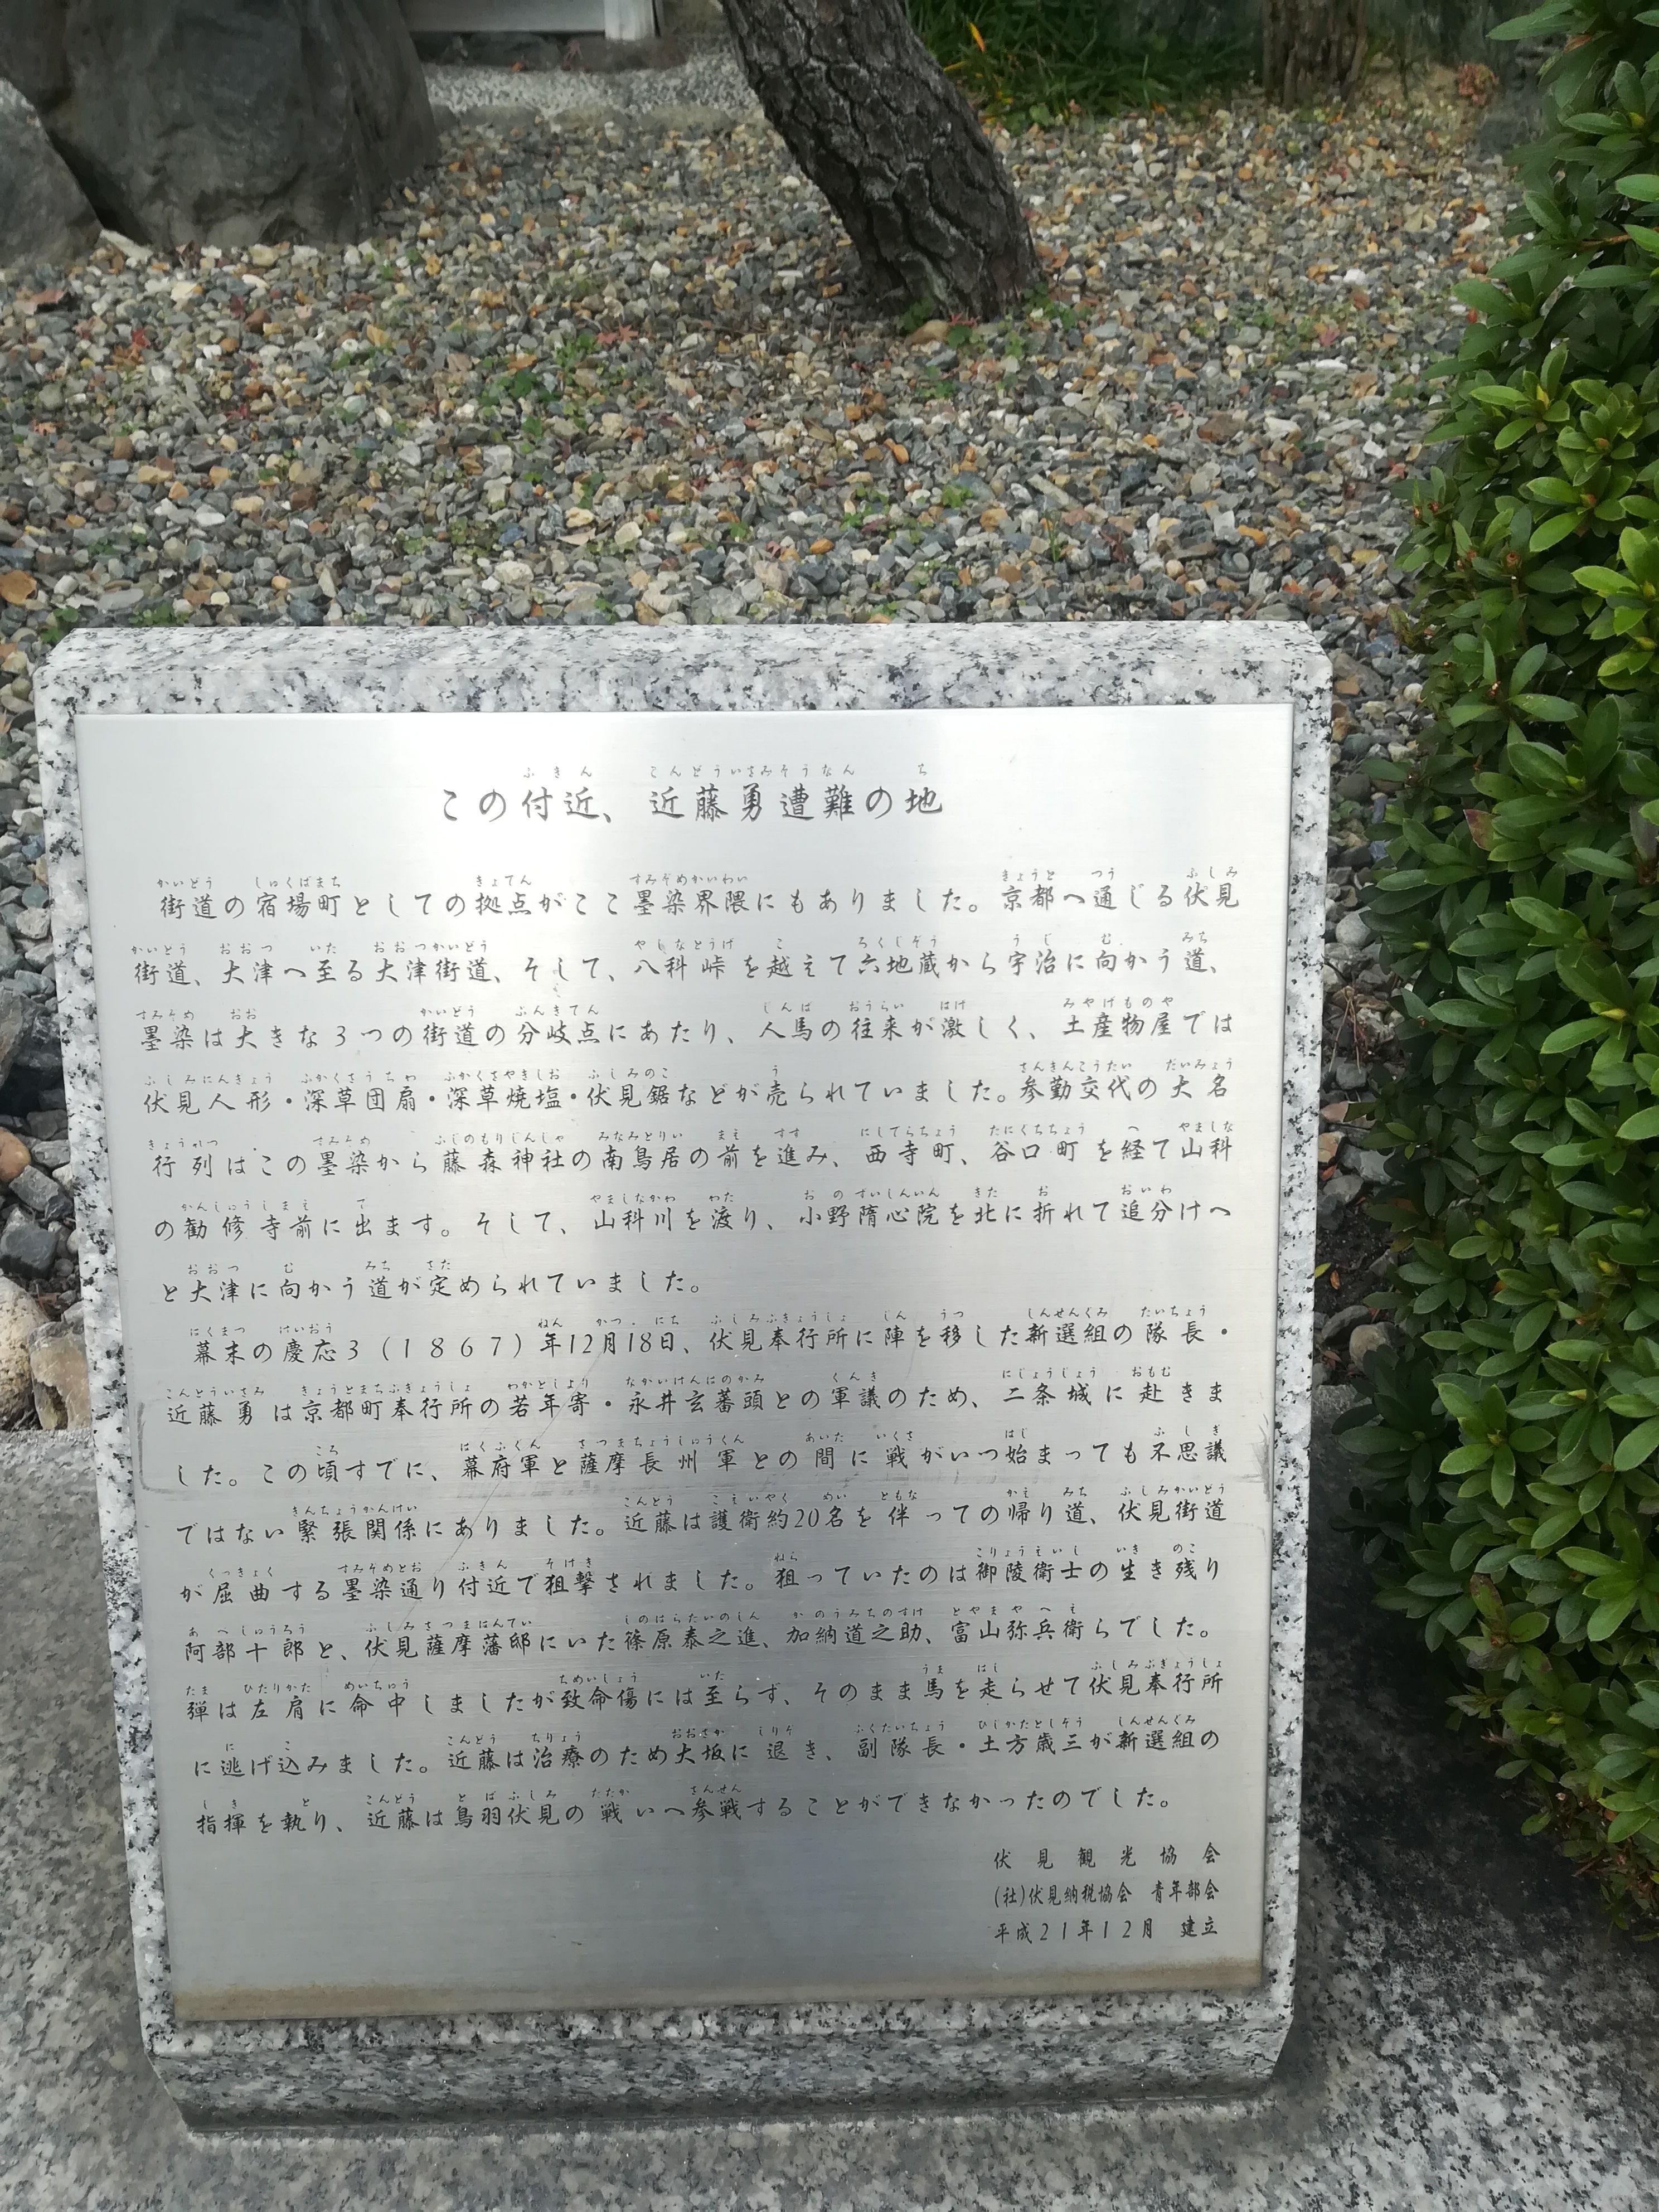 この付近、近藤勇遭難の地
街道の宿場町としての拠点がここ墨染界隈にもありました。京都へ通じる伏見
街道、大津へ至る大津街道、そして、八科峠を越えて六地蔵から宇治に向かう道、
墨染は大きな3つの街道の分岐点にあたり、人馬の往来が激しく、土産物屋では
伏見人形・深草団扇・深草焼塩・伏見鋸などが売られていました。参勤交代の大名
行列はこの墨染から藤森神社の南鳥居の前を進み、西寺町、谷口町を経て山科
の勧修寺前に出ます。そして、山科川を渡り、小野隋心院を北に折れて追分けへ
と大津に向かう道が定められていました。
幕末の慶応3(1867)年12月18日、伏見奉行所に陣を移した新選組の隊長・
近藤勇は京都町奉行所の若年寄・永井玄蕃頭との軍議のため、二条城に赴きま
した。この頃すでに、幕府軍と薩摩長州軍との間に戦がいつ始まっても不思議
ではない緊張関係にありました。近藤は護衛約20名を伴っての帰り道、伏見街道
が屈曲する墨染通り付近で狙撃されました。狙っていたのは御陵衛士の生き残り
阿部十郎と、伏見薩摩藩邸にいた篠原泰之進、加納道之助、富山弥兵衛らでした。
弾は左肩に命中しましたが致命傷には至らず、そのまま馬を走らせて伏見奉行所
に逃げ込みました。近藤は治療のため大坂に退き、副隊長・土方歳三が新選組の
指揮を執り、近藤は鳥羽伏見の戦いへ参戦することができなかったのでした。
伏見観光協会
(社)伏見納税協会 青年部会
平成21年12月 建立